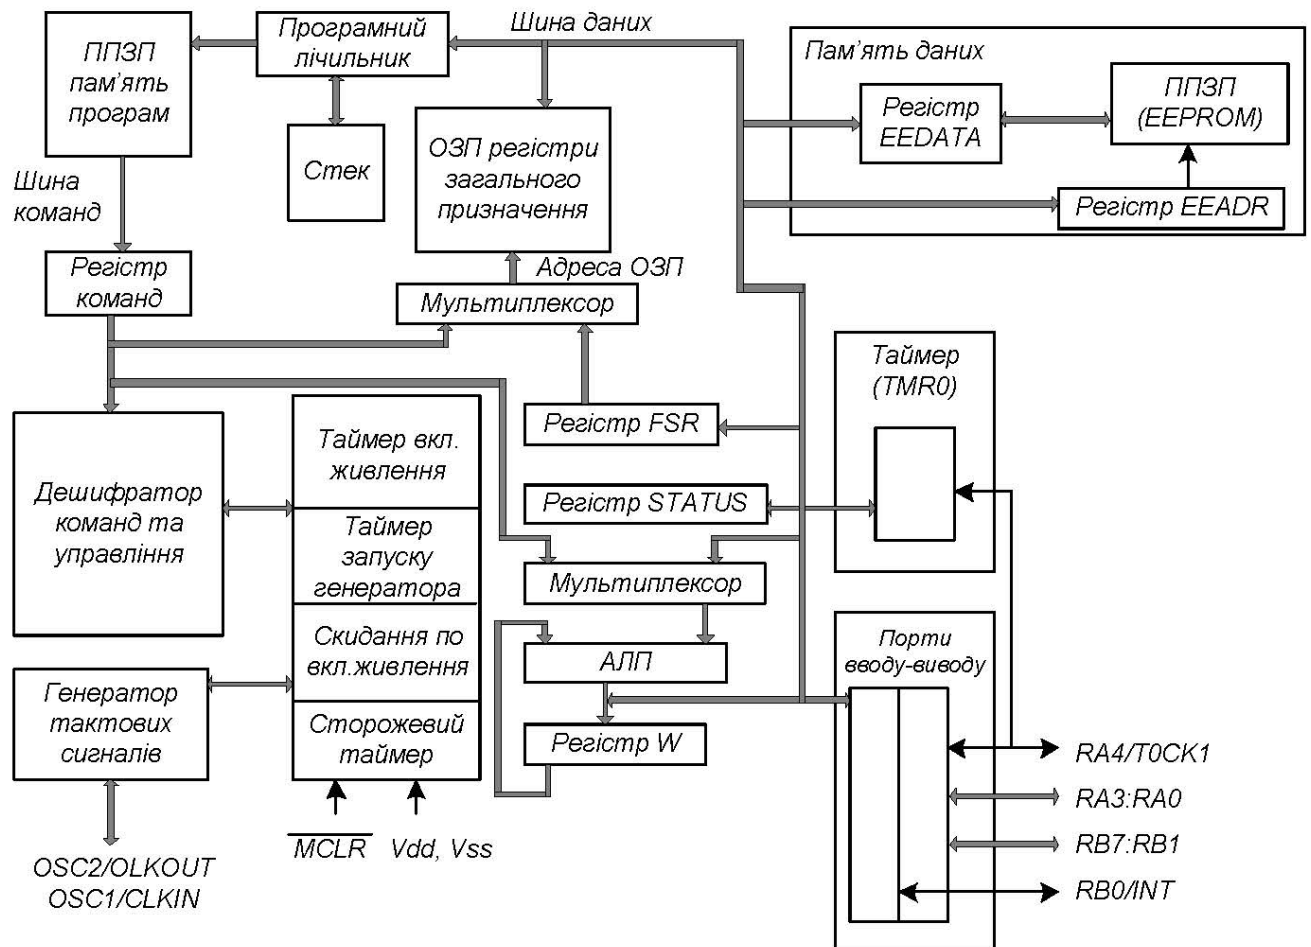 ППЗП
пам'ять
програм
Програмний
лічильник
Шина даних
Стек
ОЗП регістри
загального
призначення
Пам'ять даних
Регістр
EEDATA
ППЗП
(EEPROM)
Регістр EEADR
Шина
команд
Регістр
команд
Адреса ОЗП
Мультиплексор
Таймер
(TMR0)
Регістр FSR
Регістр STATUS
Мультиплексор
АЛП
Регістр W
Дешифратор
команд та
управління
Таймер вкл.
живлення
Таймер
запуску
генератора
Скидання по
вкл.живлення
Сторожевий
таймер
Генератор
тактових
сигналів
OSC2/OLKOUT
OSC1/CLKIN
MCLR Vdd, Vss
Порти
вводу-виводу
RA4/T0CK1
RA3:RA0
RB7:RB1
RB0/INT